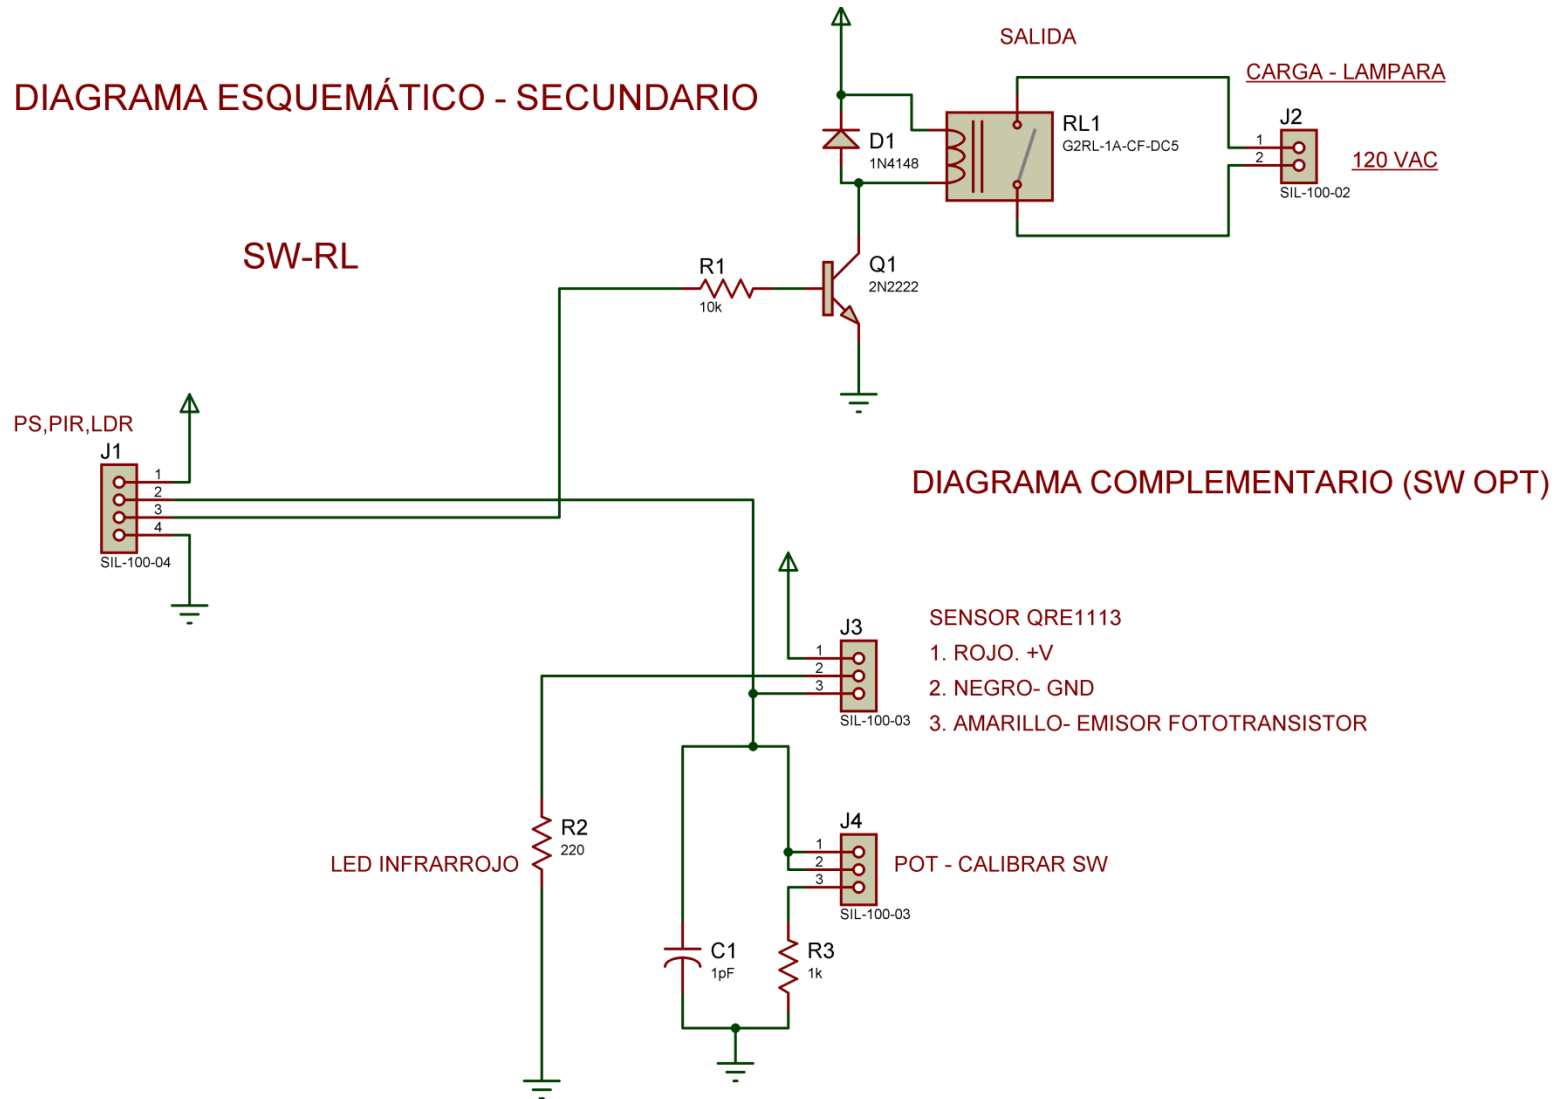 SALIDA
CARGA - LAMPARA
DIAGRAMA ESQUEMÁTICO - SECUNDARIO
J2
RL1
G2RL-1A-CF-DC5
D1
1N4148
1
2
120 VAC
SIL-100-02
SW-RL
R1
10k
Q1
2N2222
PS,PIR,LDR
J1
1
2
3
4
SIL-100-04
DIAGRAMA COMPLEMENTARIO (SW OPT)
J3
1
2
3
SIL-100-03
SENSOR QRE1113
1. ROJO. +V
2. NEGRO- GND
3. AMARILLO- EMISOR FOTOTRANSISTOR
R2
220
LED INFRARROJO
J4
1
2
3
SIL-100-03
POT - CALIBRAR SW
C1
1pF
R3
1k